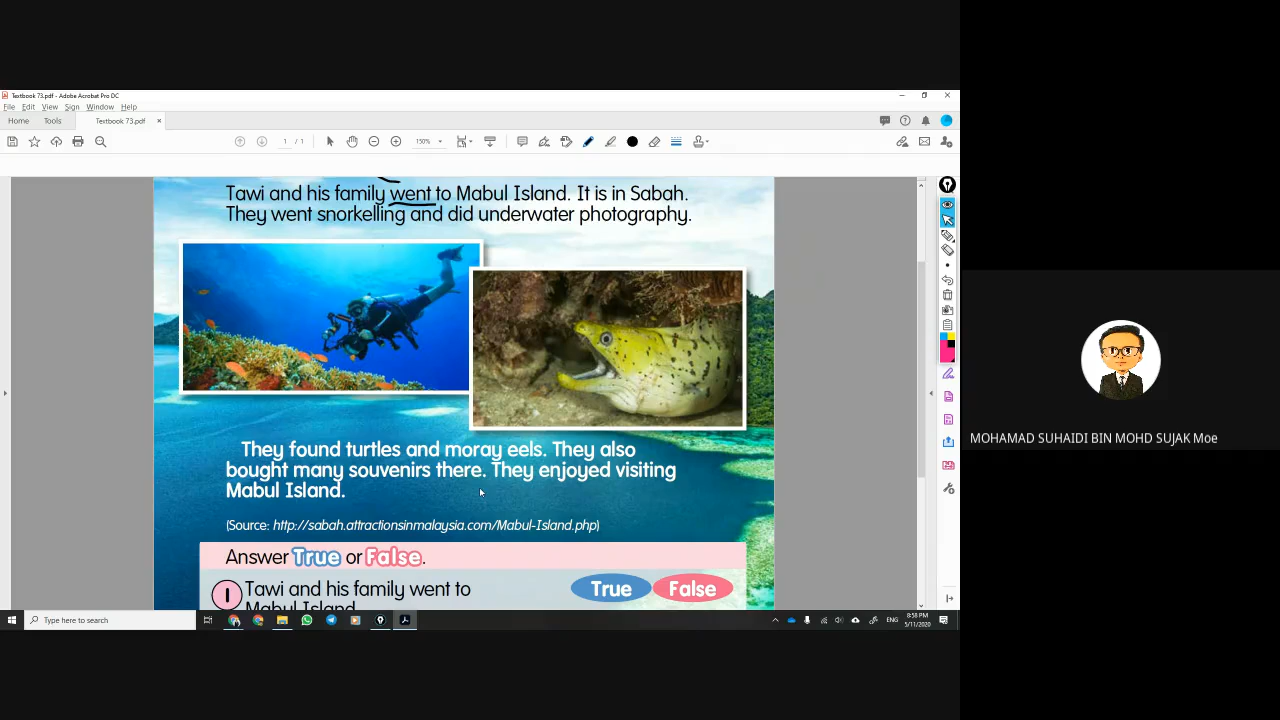 Textbook 73.pdf - Adobe Acrobat Pro DC
File Edit View Sign Window Help
Home Tools Textbook 73.pdf ×
1 / 1 150%
Tawi and his family went to Mabul Island. It is in Sabah.
They went snorkelling and did underwater photography.
They found turtles and moray eels. They also
bought many souvenirs there. They enjoyed visiting
Mabul Island.
(Source: http://sabah.attractionsinmalaysia.com/Mabul-Island.php)
Answer True or False.
1 Tawi and his family went to
Mabul Island.
True False
MOHAMAD SUHAIDI BIN MOHD SUJAK Moe
Type here to search
ENG
8:58 PM
5/11/2020